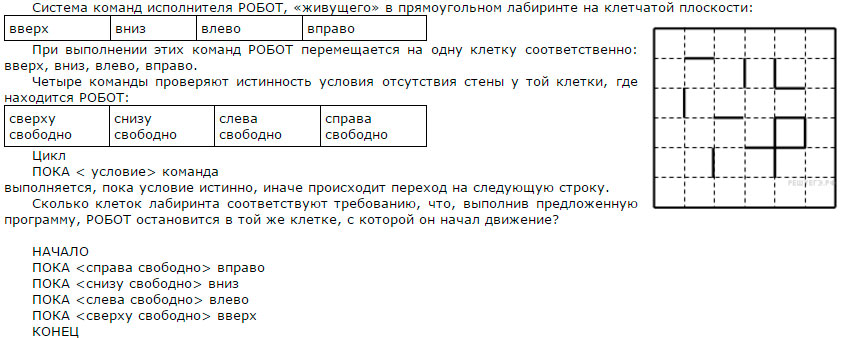 Система команд исполнителя РОБОТ, «живущего» в прямоугольном лабиринте на клетчатой плоскости:
вверх вниз влево вправо
При выполнении этих команд РОБОТ перемещается на одну клетку соответственно:
вверх, вниз, влево, вправо.
Четыре команды проверяют истинность условия отсутствия стены у той клетки, где
находится РОБОТ:
сверху снизу слева справа
свободно свободно свободно свободно
Цикл
ПОКА < условие> команда
выполняется, пока условие истинно, иначе происходит переход на следующую строку.
Сколько клеток лабиринта соответствуют требованию, что, выполнив предложенную
программу, РОБОТ остановится в той же клетке, с которой он начал движение?
НАЧАЛО
ПОКА <справа свободно> вправо
ПОКА <снизу свободно> вниз
ПОКА <слева свободно> влево
ПОКА <сверху свободно> вверх
КОНЕЦ